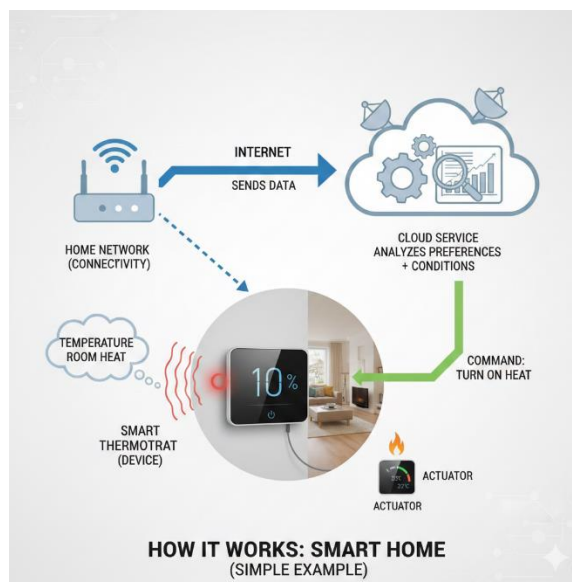 INTERNET
SENDS DATA
HOME NETWORK
(CONNECTIVITY)
CLOUD SERVICE
ANALYZES PREFERENCES
+ CONDITIONS
TEMPERATURE
ROOM HEAT
10%
COMMAND:
TURN ON HEAT
SMART
THERMOTRAT
(DEVICE)
22°C
ACTUATOR
ACTUATOR
HOW IT WORKS: SMART HOME
(SIMPLE EXAMPLE)